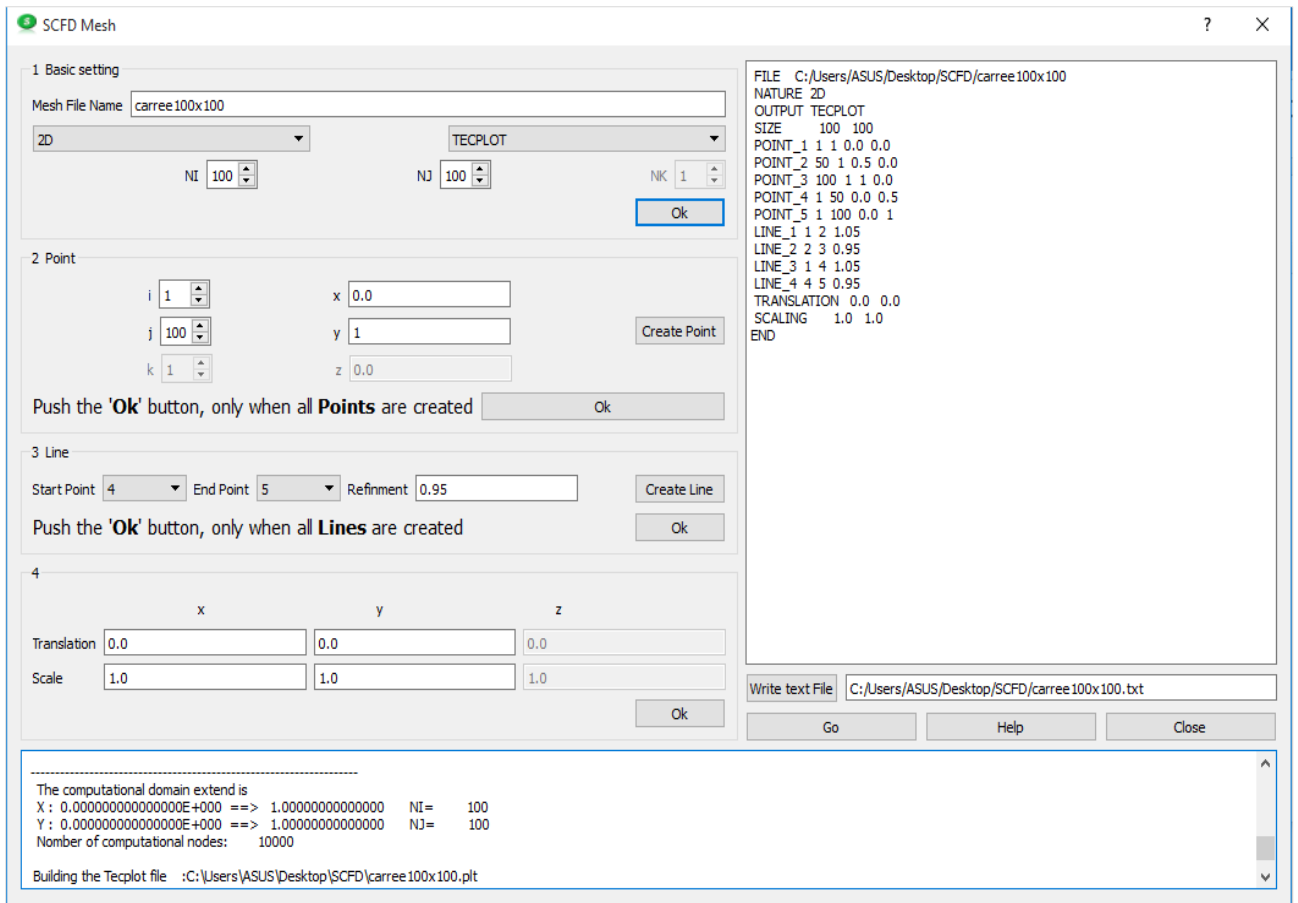 SCFD Mesh ?
1 Basic setting
Mesh File Name carree100x100
2D TECPLOT
NI 100 NJ 100 NK 1
Ok
2 Point
i 1 x 0.0
j 100 y 1 Create Point
k 1 z 0.0
Push the 'Ok' button, only when all Points are created Ok
3 Line
Start Point 4 End Point 5 Refinment 0.95 Create Line
Push the 'Ok' button, only when all Lines are created Ok
4
x y z
Translation 0.0 0.0 0.0
Scale 1.0 1.0 1.0
Ok
FILE C:/Users/ASUS/Desktop/SCFD/carree100x100
NATURE 2D
OUTPUT TECPLOT
SIZE 100 100
POINT_1 1 1 0.0 0.0
POINT_2 50 1 0.5 0.0
POINT_3 100 1 1 0.0
POINT_4 1 50 0.0 0.5
POINT_5 1 100 0.0 1
LINE_1 1 2 1.05
LINE_2 2 3 0.95
LINE_3 1 4 1.05
LINE_4 4 5 0.95
TRANSLATION 0.0 0.0
SCALING 1.0 1.0
END
Write text File C:/Users/ASUS/Desktop/SCFD/carree100x100.txt
Go Help Close
--------------------------------------------------------------------
The computational domain extend is
X : 0.000000000000000E+000 ==> 1.00000000000000 NI= 100
Y : 0.000000000000000E+000 ==> 1.00000000000000 NJ= 100
Nomber of computational nodes: 10000
Building the Tecplot file :C:\Users\ASUS\Desktop\SCFD\carree100x100.plt